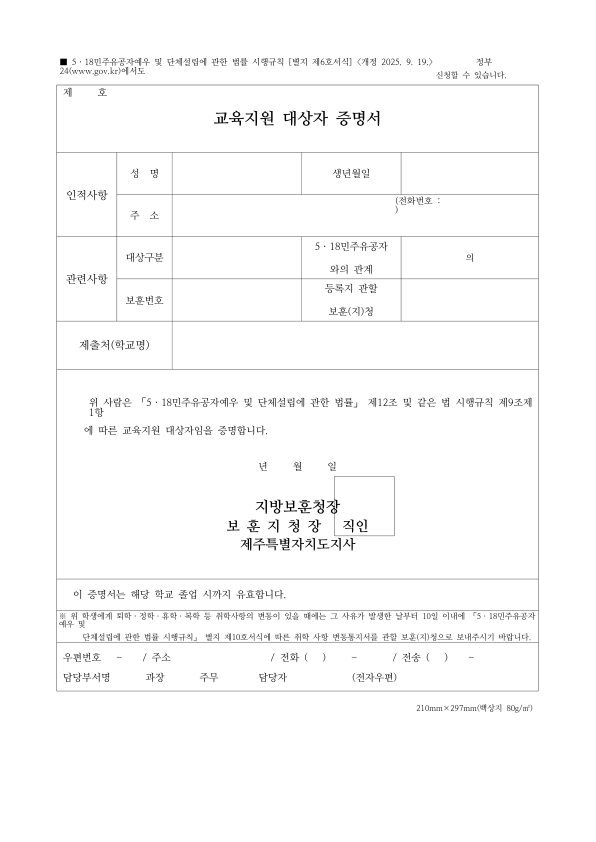 ■ 5ㆍ18민주유공자예우 및 단체설립에 관한 법률 시행규칙 [별지 제6호서식] 〈개정 2025. 9. 19.〉 정부
24(www.gov.kr)에서도
신청할 수 있습니다.
제 호
교육지원 대상자 증명서
인적사항
성 명
생년월일
주 소
(전화번호 :
)
관련사항
대상구분
5ㆍ18민주유공자
와의 관계
의
보훈번호
등록지 관할
보훈(지)청
제출처(학교명)
위 사람은 「5ㆍ18민주유공자예우 및 단체설립에 관한 법률」 제12조 및 같은 법 시행규칙 제9조제
1항
에 따른 교육지원 대상자임을 증명합니다.
년 월 일
지방보훈청장
보 훈 지 청 장 직인
제주특별자치도지사
이 증명서는 해당 학교 졸업 시까지 유효합니다.
※ 위 학생에게 퇴학ㆍ정학ㆍ휴학ㆍ복학 등 취학사항의 변동이 있을 때에는 그 사유가 발생한 날부터 10일 이내에 「5ㆍ18민주유공자
예우 및
단체설립에 관한 법률 시행규칙」 별지 제10호서식에 따른 취학 사항 변동통지서를 관할 보훈(지)청으로 보내주시기 바랍니다.
우편번호 - / 주소 / 전화 ( ) - / 전송 ( ) -
담당부서명 과장 주무 담당자 (전자우편)
210mm×297mm(백상지 80g/㎡)